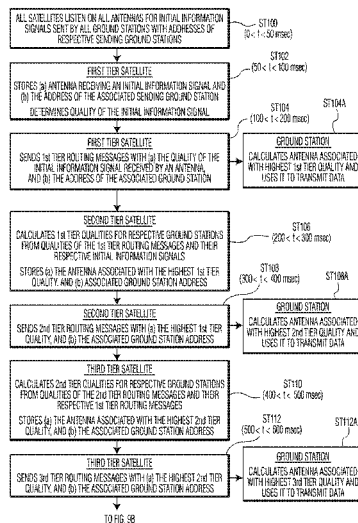 ALL SATELLITES LISTEN ON ALL ANTENNAS FOR INITIAL INFORMATION
SIGNALS SENT BY ALL GROUND STATIONS WITH ADDRESSES OF
RESPECTIVE SENDING GROUND STATIONS
ST100
(0< t < 50 msec)
FIRST TIER SATELLITE
STORES (a) ANTENNA RECEIVING AN INITIAL INFORMATION SIGNAL AND
(b) THE ADDRESS OF THE ASSOCIATED SENDING GROUND STATION
DETERMINES QUALITY OF THE INITIAL INFORMATION SIGNAL
ST102
(50 < t < 100 msec)
FIRST TIER SATELLITE
SENDS 1ST TIER ROUTING MESSAGES WITH (a) THE QUALITY OF THE
INITIAL INFORMATION SIGNAL RECEIVED BY AN ANTENNA,
AND (b) THE ADDRESS OF THE ASSOCIATED GROUND STATION
ST104
(100 < t < 200 msec)
ST104A
GROUND STATION
CALCULATES ANTENNA ASSOCIATED
WITH HIGHEST 1ST TIER QUALITY AND
USES IT TO TRANSMIT DATA
SECOND TIER SATELLITE
CALCULATES 1ST TIER QUALITIES FOR RESPECTIVE GROUND STATIONS
FROM QUALITIES OF THE 1ST TIER ROUTING MESSAGES AND THEIR
RESPECTIVE INITIAL INFORMATION SIGNALS
STORES (a) THE ANTENNA ASSOCIATED WITH THE HIGHEST 1ST TIER
QUALITY, AND (b) ASSOCIATED GROUND STATION ADDRESS
ST106
(200 < t < 300 msec)
SECOND TIER SATELLITE
SENDS 2ND TIER ROUTING MESSAGES WITH (a) THE HIGHEST 1ST TIER
QUALITY, AND (b) THE ASSOCIATED GROUND STATION ADDRESS
ST108
(300 < t < 400 msec)
ST108A
GROUND STATION
CALCULATES ANTENNA ASSOCIATED
WITH HIGHEST 2ND TIER QUALITY AND
USES IT TO TRANSMIT DATA
THIRD TIER SATELLITE
CALCULATES 2ND TIER QUALITIES FOR RESPECTIVE GROUND STATIONS
FROM QUALITIES OF THE 2ND TIER ROUTING MESSAGES AND THEIR
RESPECTIVE 1ST TIER ROUTING MESSAGES
STORES (a) THE ANTENNA ASSOCIATED WITH THE HIGHEST 2ND TIER
QUALITY, AND (b) THE ASSOCIATED GROUND STATION ADDRESS
ST110
(400 < t < 500 msec)
THIRD TIER SATELLITE
SENDS 3RD TIER ROUTING MESSAGES WITH (a) THE HIGHEST 2ND TIER
QUALITY, AND (b) THE ASSOCIATED GROUND STATION ADDRESS
ST112
(500 < t < 600 msec)
ST112A
GROUND STATION
CALCULATES ANTENNA ASSOCIATED
WITH HIGHEST 3RD TIER QUALITY AND
USES IT TO TRANSMIT DATA
TO FIG. 9B